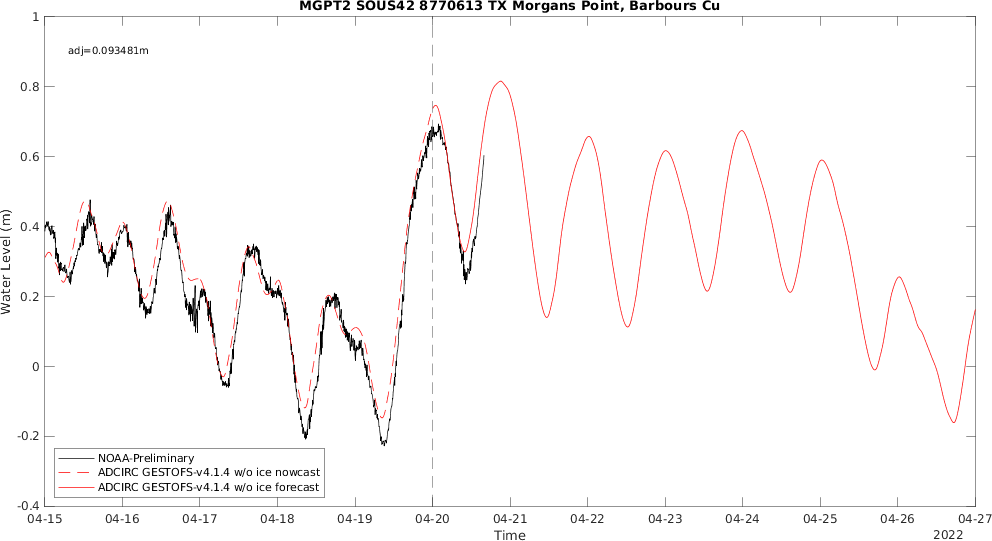 MGPT2 SOUS42 8770613 TX Morgans Point, Barbours Cu
adj=0.093481m
Water Level (m)
1
0.8
0.6
0.4
0.2
0
-0.2
-0.4
NOAA-Preliminary
ADCIRC GESTOFS-v4.1.4 w/o ice nowcast
ADCIRC GESTOFS-v4.1.4 w/o ice forecast
04-15 04-16 04-17 04-18 04-19 04-20 04-21 04-22 04-23 04-24 04-25 04-26 04-27
Time
2022